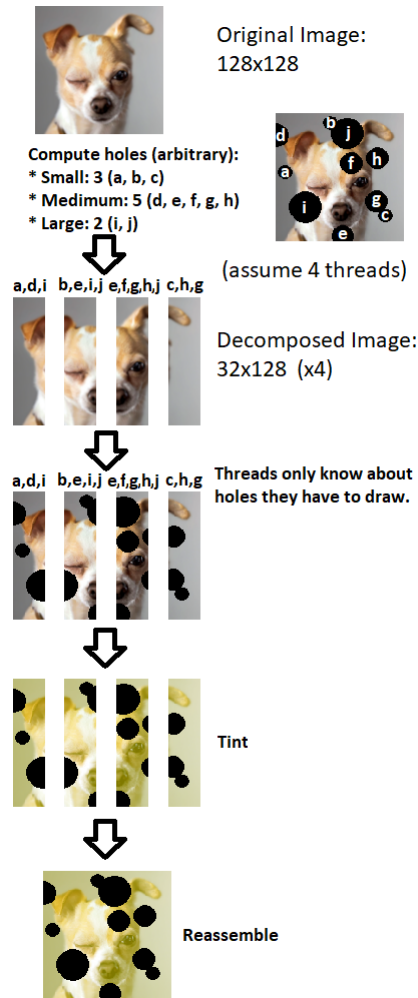 Original Image:
128x128
Compute holes (arbitrary):
* Small: 3 (a, b, c)
* Medimum: 5 (d, e, f, g, h)
* Large: 2 (i, j)
b
j
d
f
h
a
i
g
c
e
(assume 4 threads)
a,d,i b,e,i,j e,f,g,h,j c,h,g
Decomposed Image:
32x128 (x4)
a,d,i b,e,i,j e,f,g,h,j c,h,g
Threads only know about
holes they have to draw.
Tint
Reassemble